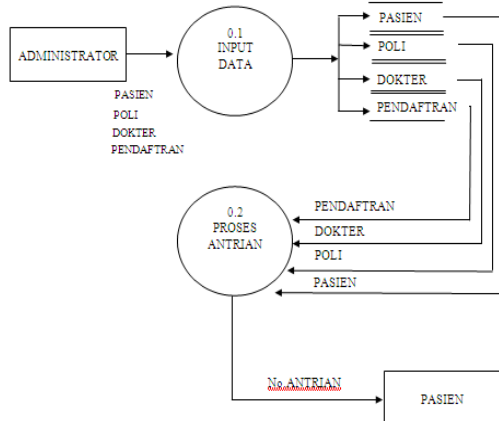 ADMINISTRATOR
PASIEN
POLI
DOKTER
PENDAFTRAN
0.1
INPUT
DATA
PASIEN
POLI
DOKTER
PENDAFTRAN
0.2
PROSES
ANTRIAN
PENDAFTRAN
DOKTER
POLI
PASIEN
No ANTRIAN
PASIEN